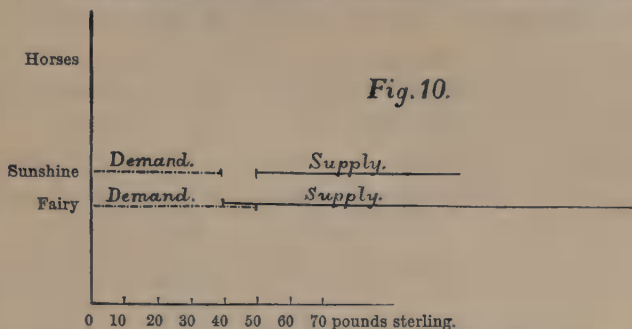 Horses
Fig. 10.
Sunshine Demand. Supply.
Fairy Demand. Supply.
0 10 20 30 40 50 60 70 pounds sterling.